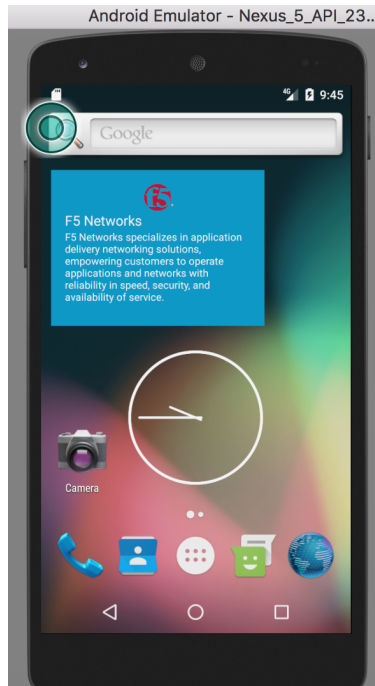 Android Emulator - Nexus_5_API_23..
4G 9:45
Google
F5
F5 Networks
F5 Networks specializes in application
delivery networking solutions,
empowering customers to operate
applications and networks with
reliability in speed, security, and
availability of service.
Camera